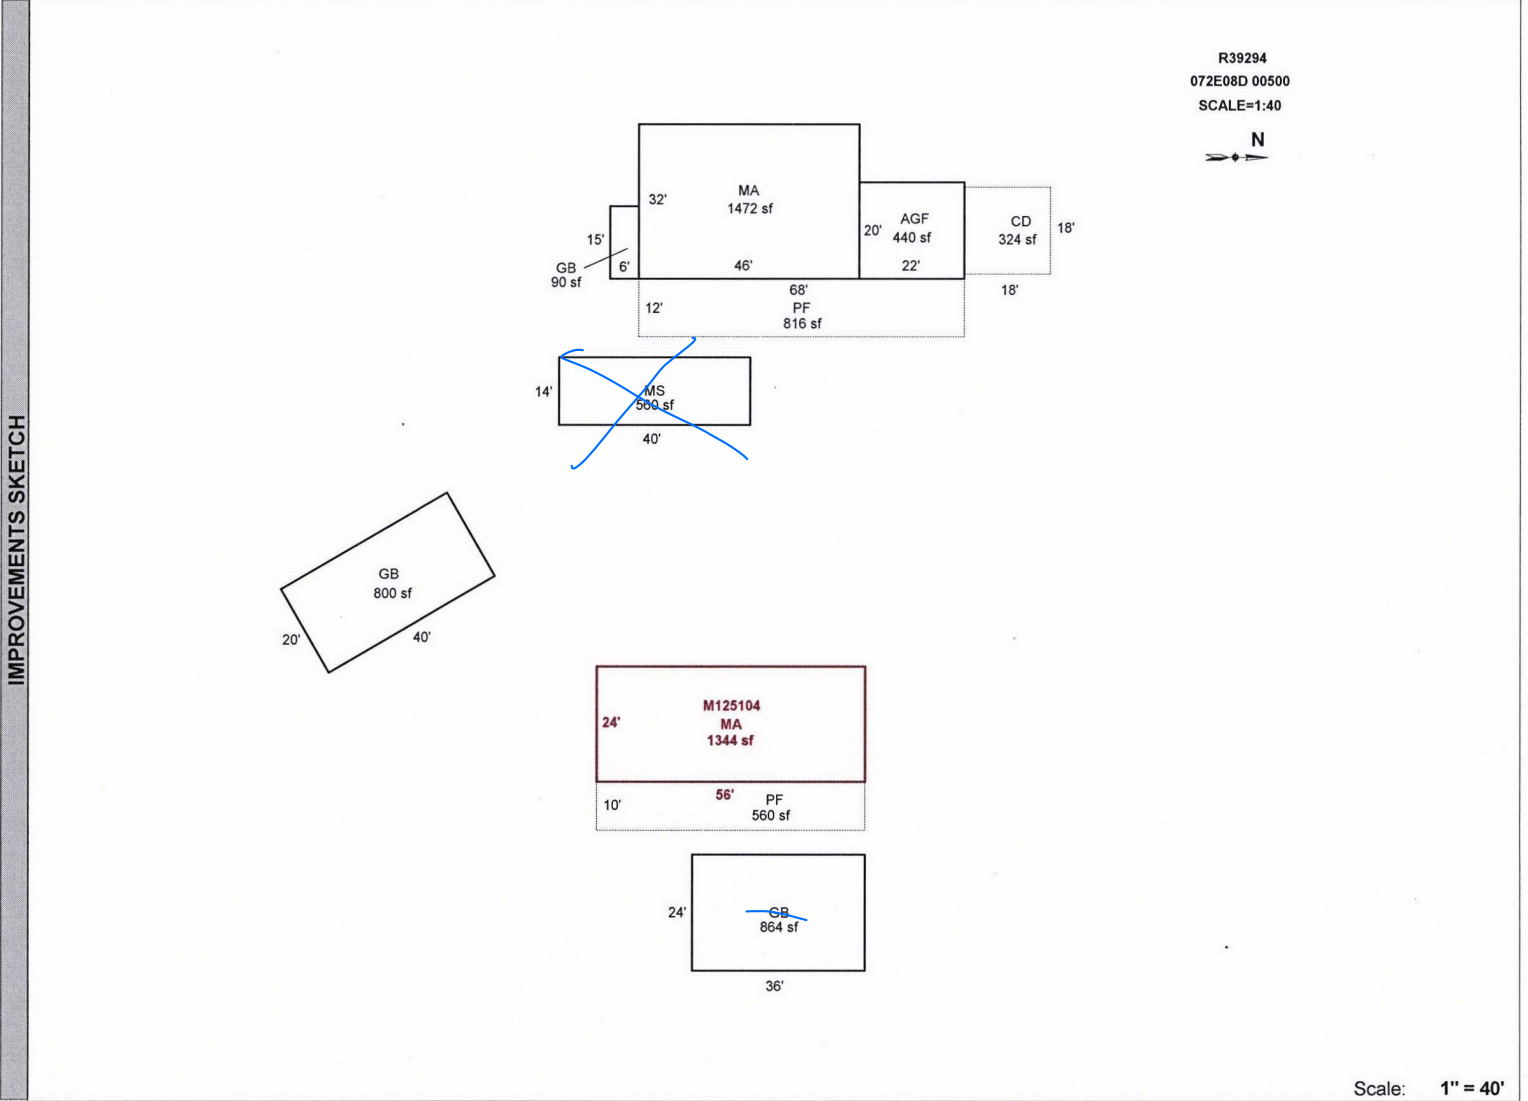 R39294
072E08D 00500
SCALE=1:40
N
IMPROVEMENTS SKETCH
MA
1472 sf
32'
46'
15'
6'
GB
90 sf
AGF
440 sf
20'
22'
CD
324 sf
18'
18'
68'
12'
PF
816 sf
14'
MS
560 sf
40'
GB
800 sf
20'
40'
M125104
MA
1344 sf
24'
56'
10'
PF
560 sf
24'
GB
864 sf
36'
Scale: 1" = 40'